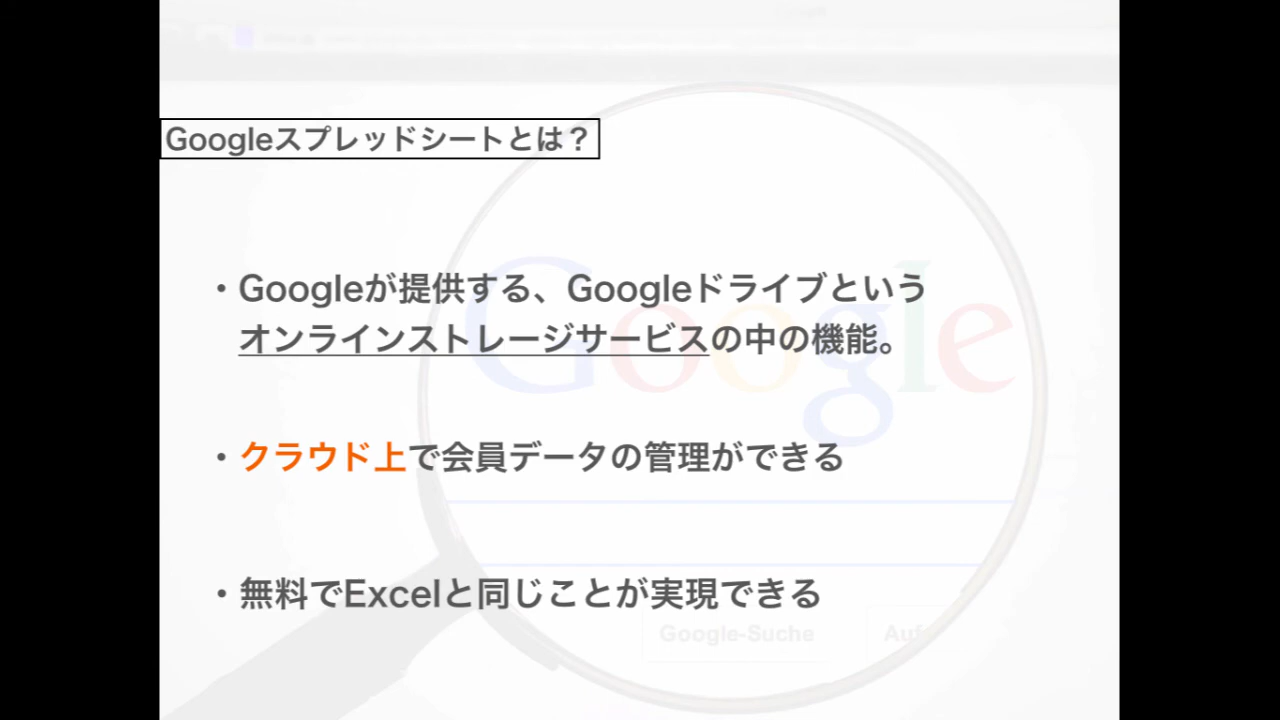 Googleスプレッドシートとは？
・Googleが提供する、Googleドライブという
オンラインストレージサービスの中の機能。
・クラウド上で会員データの管理ができる
・無料でExcelと同じことが実現できる
Google
Google-Suche